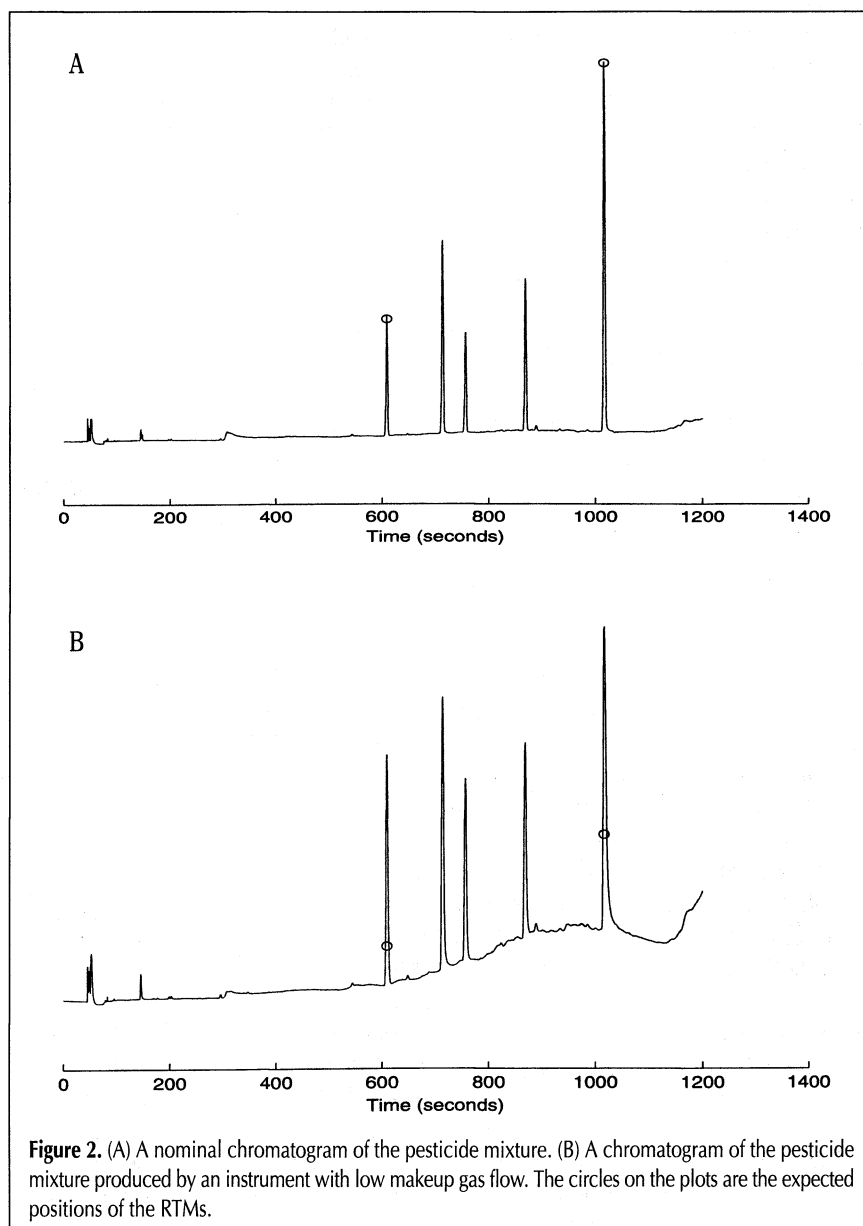 A
0 200 400 600 800 1000 1200 1400
Time (seconds)
B
0 200 400 600 800 1000 1200 1400
Time (seconds)
Figure 2. (A) A nominal chromatogram of the pesticide mixture. (B) A chromatogram of the pesticide
mixture produced by an instrument with low makeup gas flow. The circles on the plots are the expected
positions of the RTMs.